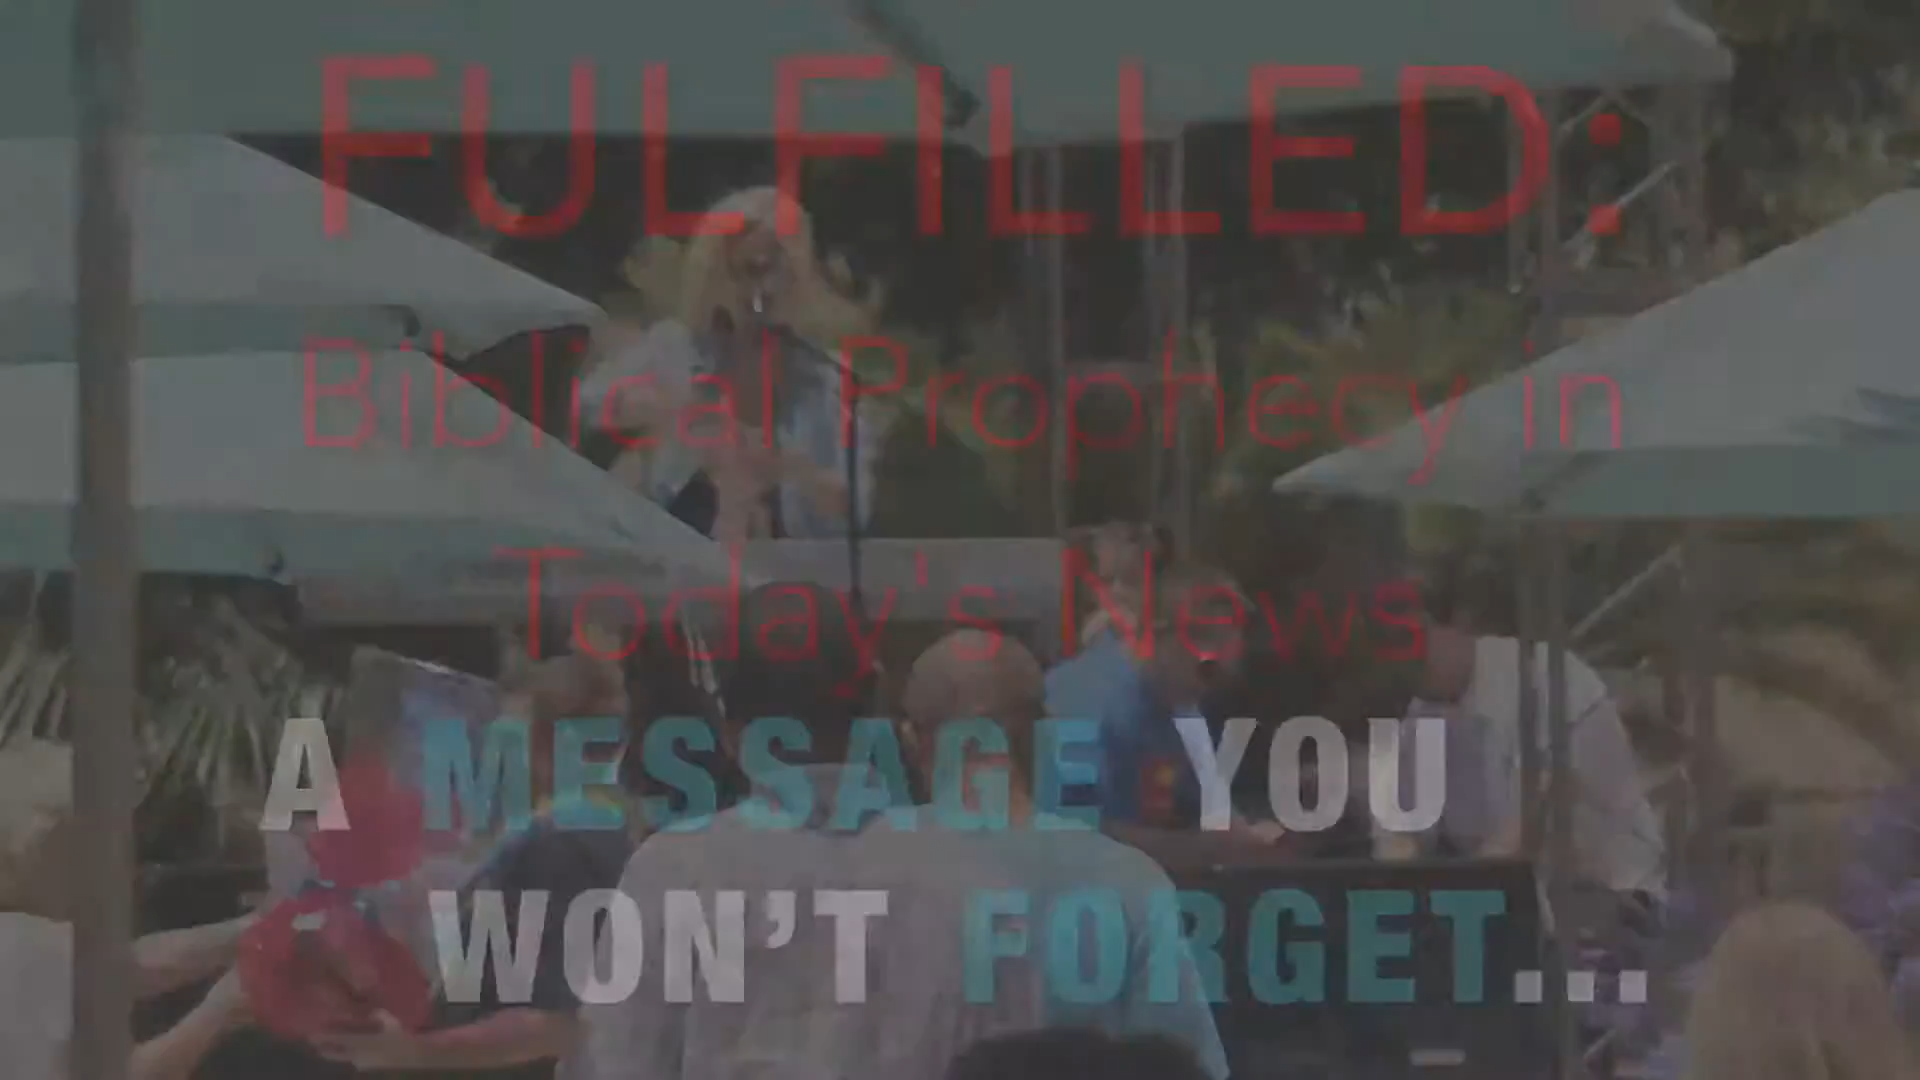 FULFILLED:
Biblical Prophecy in
Today's News
A MESSAGE YOU
WON'T FORGET...